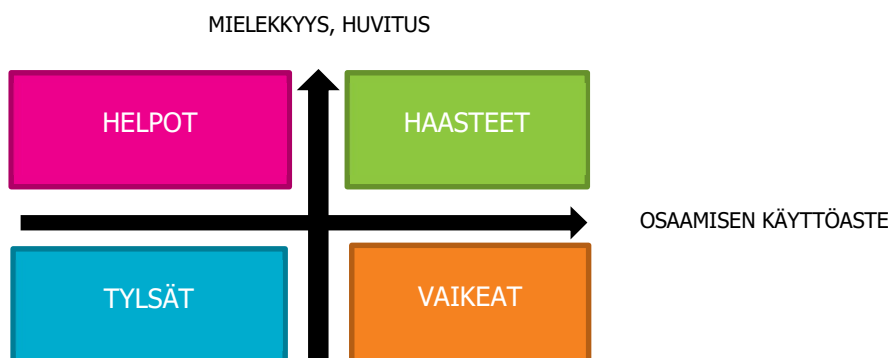 MIELEKKYYS, HUVITUS
HELPOT
HAASTEET
OSAAMISEN KÄYTTÖASTE
TYLSÄT
VAIKEAT